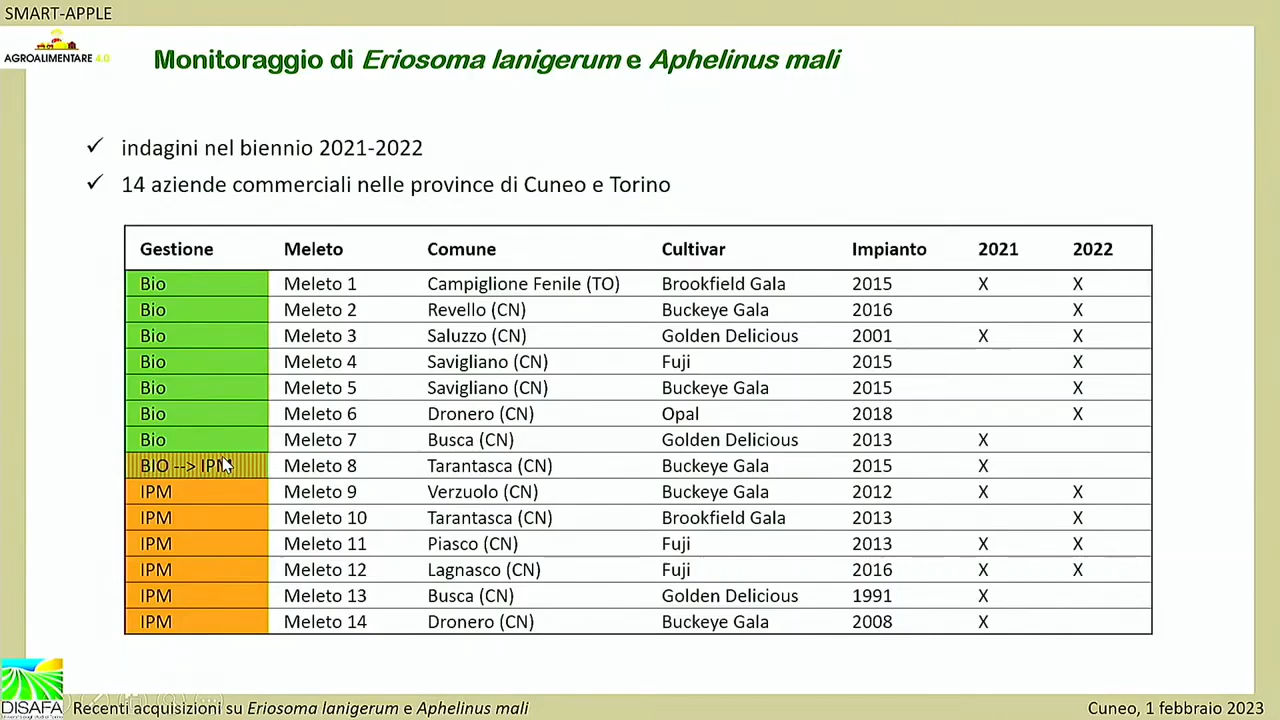 SMART-APPLE
AGROALIMENTARE 4.0
Monitoraggio di Eriosoma lanigerum e Aphelinus mali
✓ indagini nel biennio 2021-2022
✓ 14 aziende commerciali nelle province di Cuneo e Torino
Gestione Meleto Comune Cultivar Impianto 2021 2022
Bio Meleto 1 Campiglione Fenile (TO) Brookfield Gala 2015 X X
Bio Meleto 2 Revello (CN) Buckeye Gala 2016 X
Bio Meleto 3 Saluzzo (CN) Golden Delicious 2001 X X
Bio Meleto 4 Savigliano (CN) Fuji 2015 X
Bio Meleto 5 Savigliano (CN) Buckeye Gala 2015 X
Bio Meleto 6 Dronero (CN) Opal 2018 X
Bio Meleto 7 Busca (CN) Golden Delicious 2013 X
BIO --> IPM Meleto 8 Tarantasca (CN) Buckeye Gala 2015 X
IPM Meleto 9 Verzuolo (CN) Buckeye Gala 2012 X X
IPM Meleto 10 Tarantasca (CN) Brookfield Gala 2013 X
IPM Meleto 11 Piasco (CN) Fuji 2013 X X
IPM Meleto 12 Lagnasco (CN) Fuji 2016 X X
IPM Meleto 13 Busca (CN) Golden Delicious 1991 X
IPM Meleto 14 Dronero (CN) Buckeye Gala 2008 X
DISAFA
Recenti acquisizioni su Eriosoma lanigerum e Aphelinus mali
Cuneo, 1 febbraio 2023